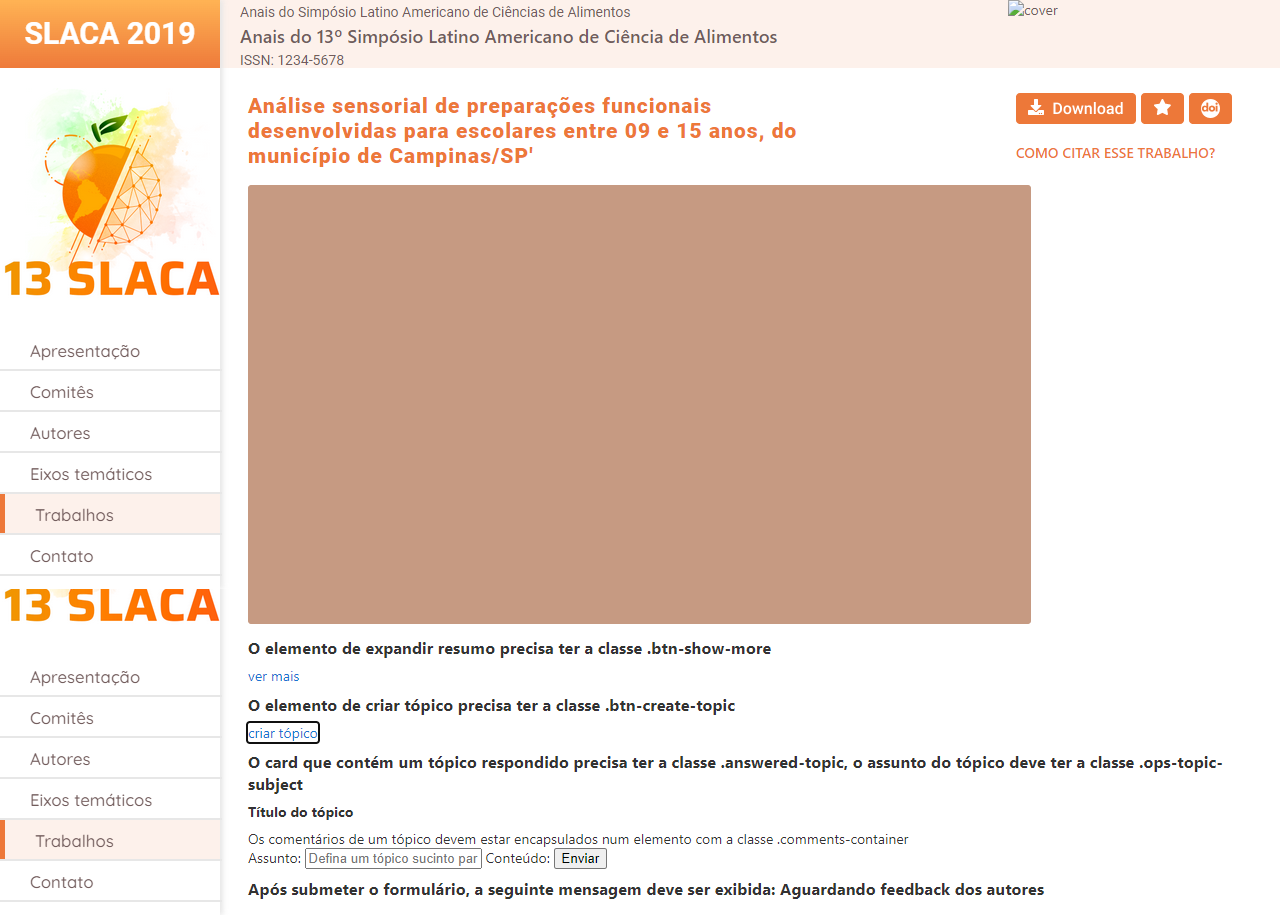 SLACA 2019
Anais do Simpósio Latino Americano de Ciências de Alimentos
Anais do 13º Simpósio Latino Americano de Ciência de Alimentos
ISSN: 1234-5678
cover
13 SLACA
Apresentação
Comitês
Autores
Eixos temáticos
Trabalhos
Contato
13 SLACA
Apresentação
Comitês
Autores
Eixos temáticos
Trabalhos
Contato
Análise sensorial de preparações funcionais
desenvolvidas para escolares entre 09 e 15 anos, do
município de Campinas/SP'
Download
doi
COMO CITAR ESSE TRABALHO?
O elemento de expandir resumo precisa ter a classe .btn-show-more
ver mais
O elemento de criar tópico precisa ter a classe .btn-create-topic
criar tópico
O card que contém um tópico respondido precisa ter a classe .answered-topic, o assunto do tópico deve ter a classe .ops-topic-
subject
Título do tópico
Os comentários de um tópico devem estar encapsulados num elemento com a classe .comments-container
Assunto: Defina um tópico sucinto par Conteúdo: Enviar
Após submeter o formulário, a seguinte mensagem deve ser exibida: Aguardando feedback dos autores